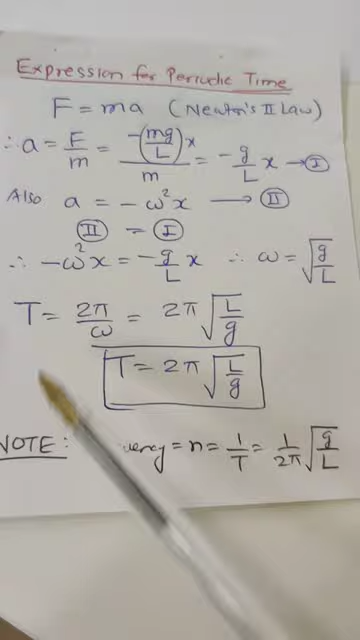 Expression for Periodic Time
F = ma (Newton's II Law)
∴ a = F/m = -(mg/L)x/m = -g/L x → I
Also a = -ω²x → II
II = I
∴ -ω²x = -g/L x ∴ ω = √(g/L)
T = 2π/ω = 2π√(L/g)
T = 2π√(L/g)
NOTE: = n = 1/T = 1/2π √(g/L)